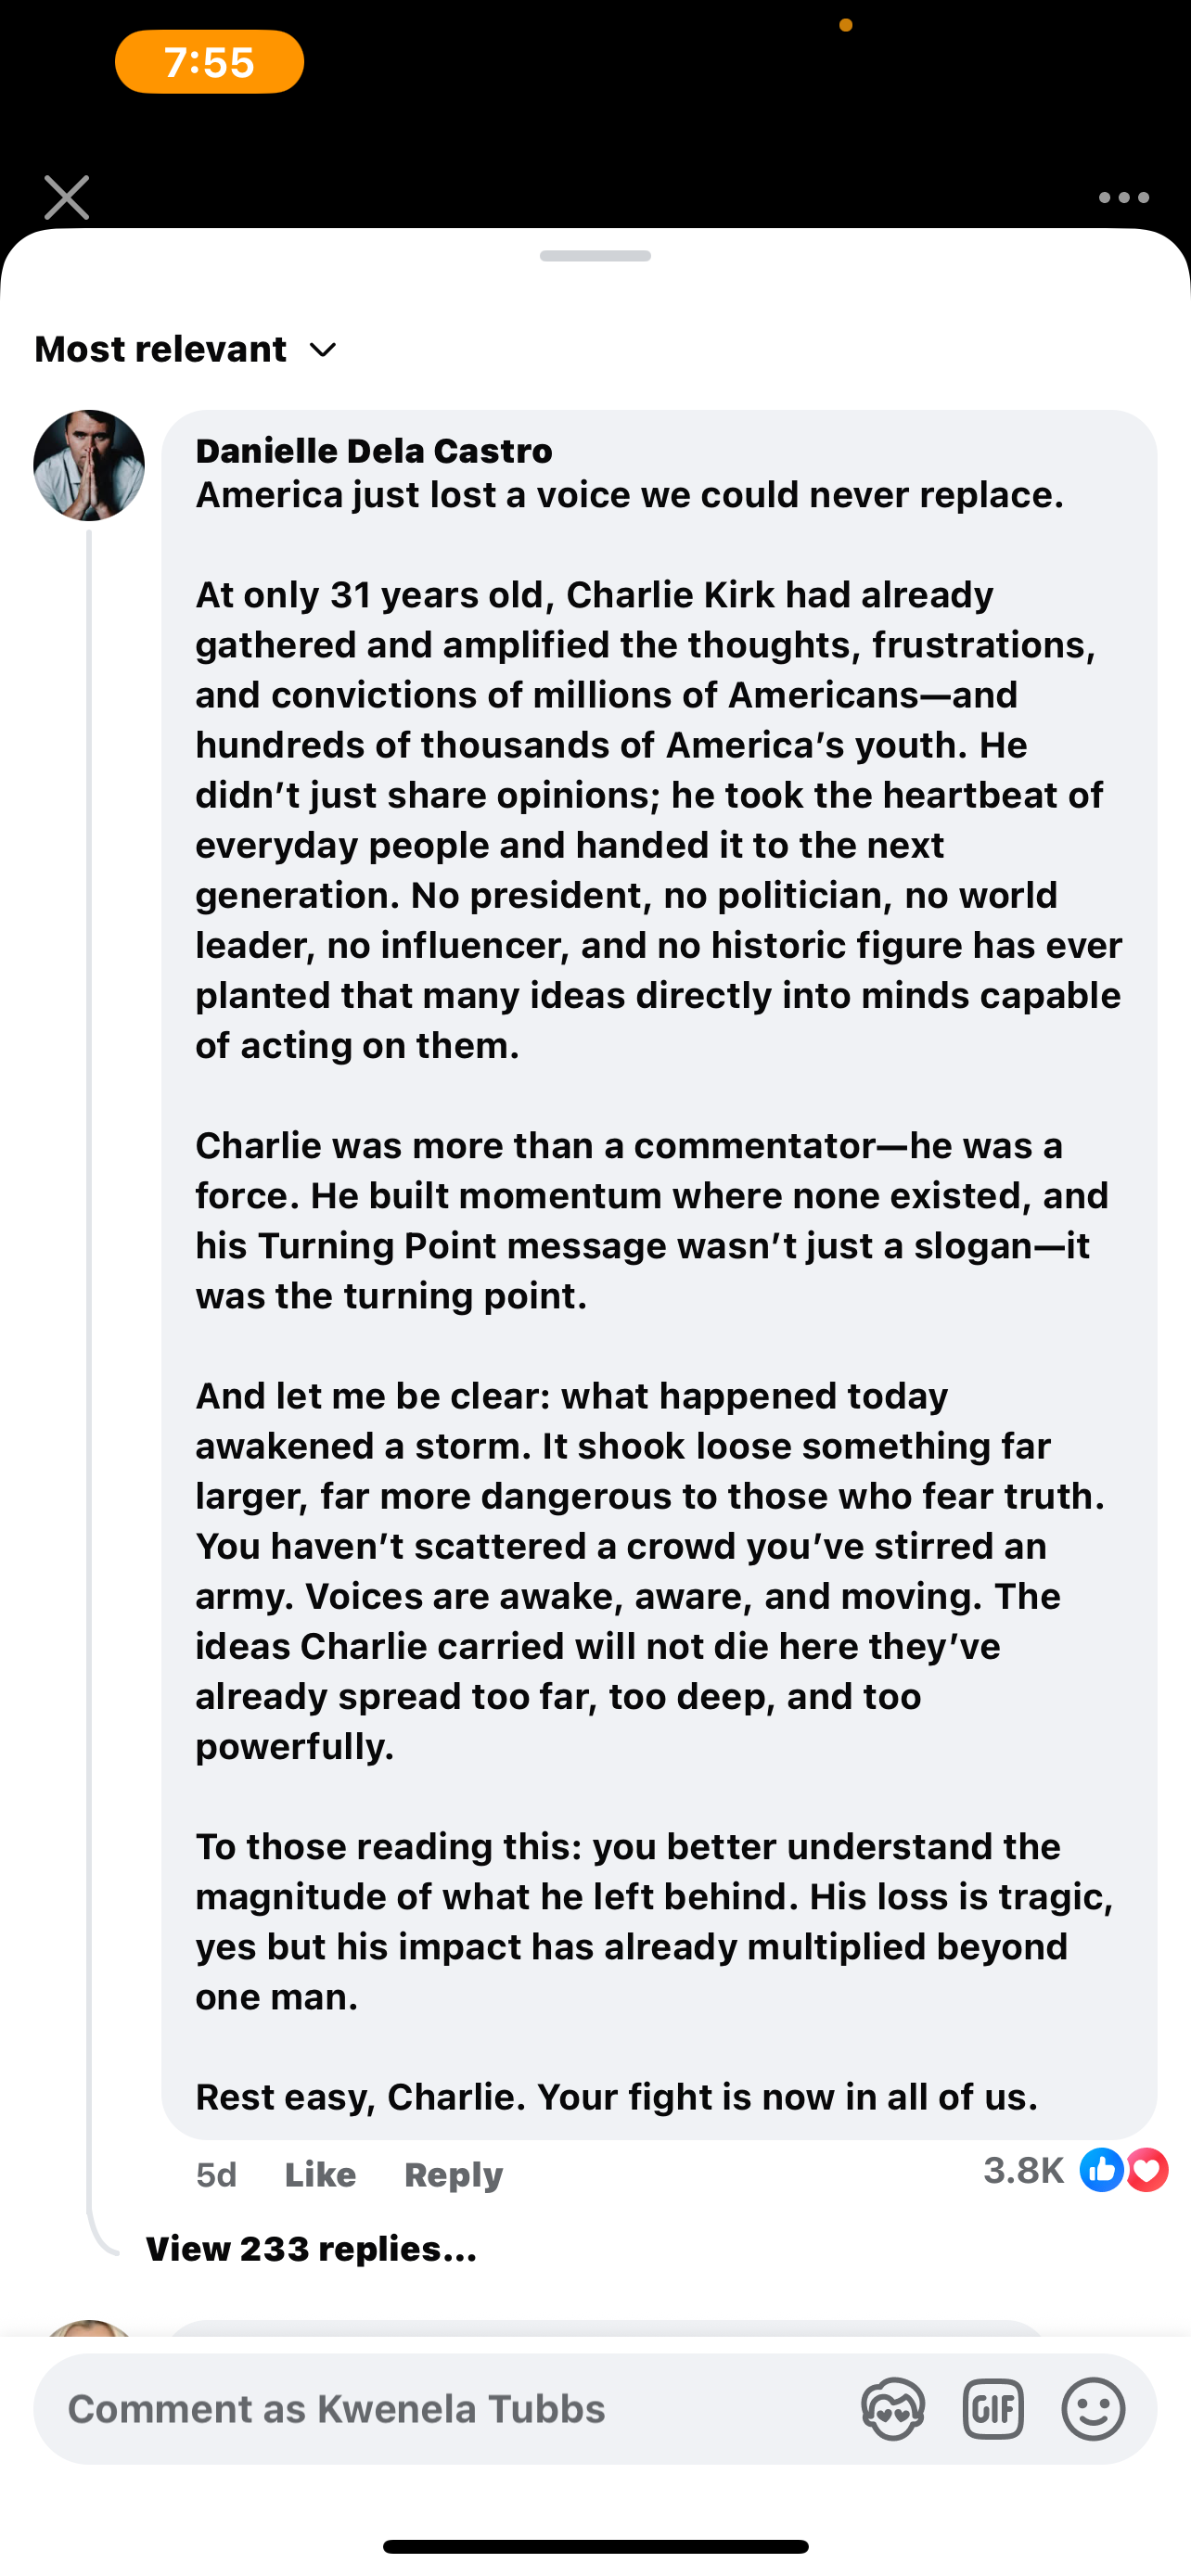 7:55
Most relevant
Danielle Dela Castro
America just lost a voice we could never replace.
At only 31 years old, Charlie Kirk had already
gathered and amplified the thoughts, frustrations,
and convictions of millions of Americans—and
hundreds of thousands of America’s youth. He
didn’t just share opinions; he took the heartbeat of
everyday people and handed it to the next
generation. No president, no politician, no world
leader, no influencer, and no historic figure has ever
planted that many ideas directly into minds capable
of acting on them.
Charlie was more than a commentator—he was a
force. He built momentum where none existed, and
his Turning Point message wasn’t just a slogan—it
was the turning point.
And let me be clear: what happened today
awakened a storm. It shook loose something far
larger, far more dangerous to those who fear truth.
You haven’t scattered a crowd you’ve stirred an
army. Voices are awake, aware, and moving. The
ideas Charlie carried will not die here they’ve
already spread too far, too deep, and too
powerfully.
To those reading this: you better understand the
magnitude of what he left behind. His loss is tragic,
yes but his impact has already multiplied beyond
one man.
Rest easy, Charlie. Your fight is now in all of us.
5d Like Reply 3.8K
View 233 replies...
Comment as Kwenela Tubbs GIF